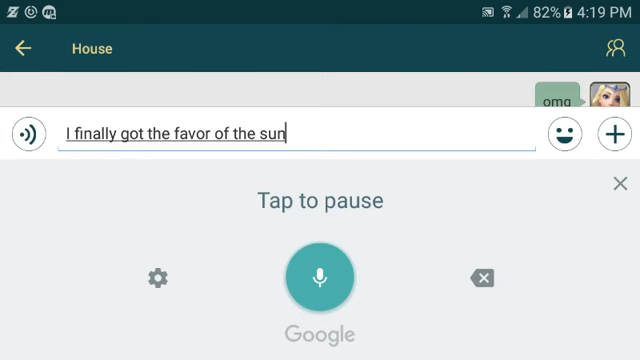 82% 4:19 PM
House
omg
I finally got the favor of the sun
Tap to pause
Google